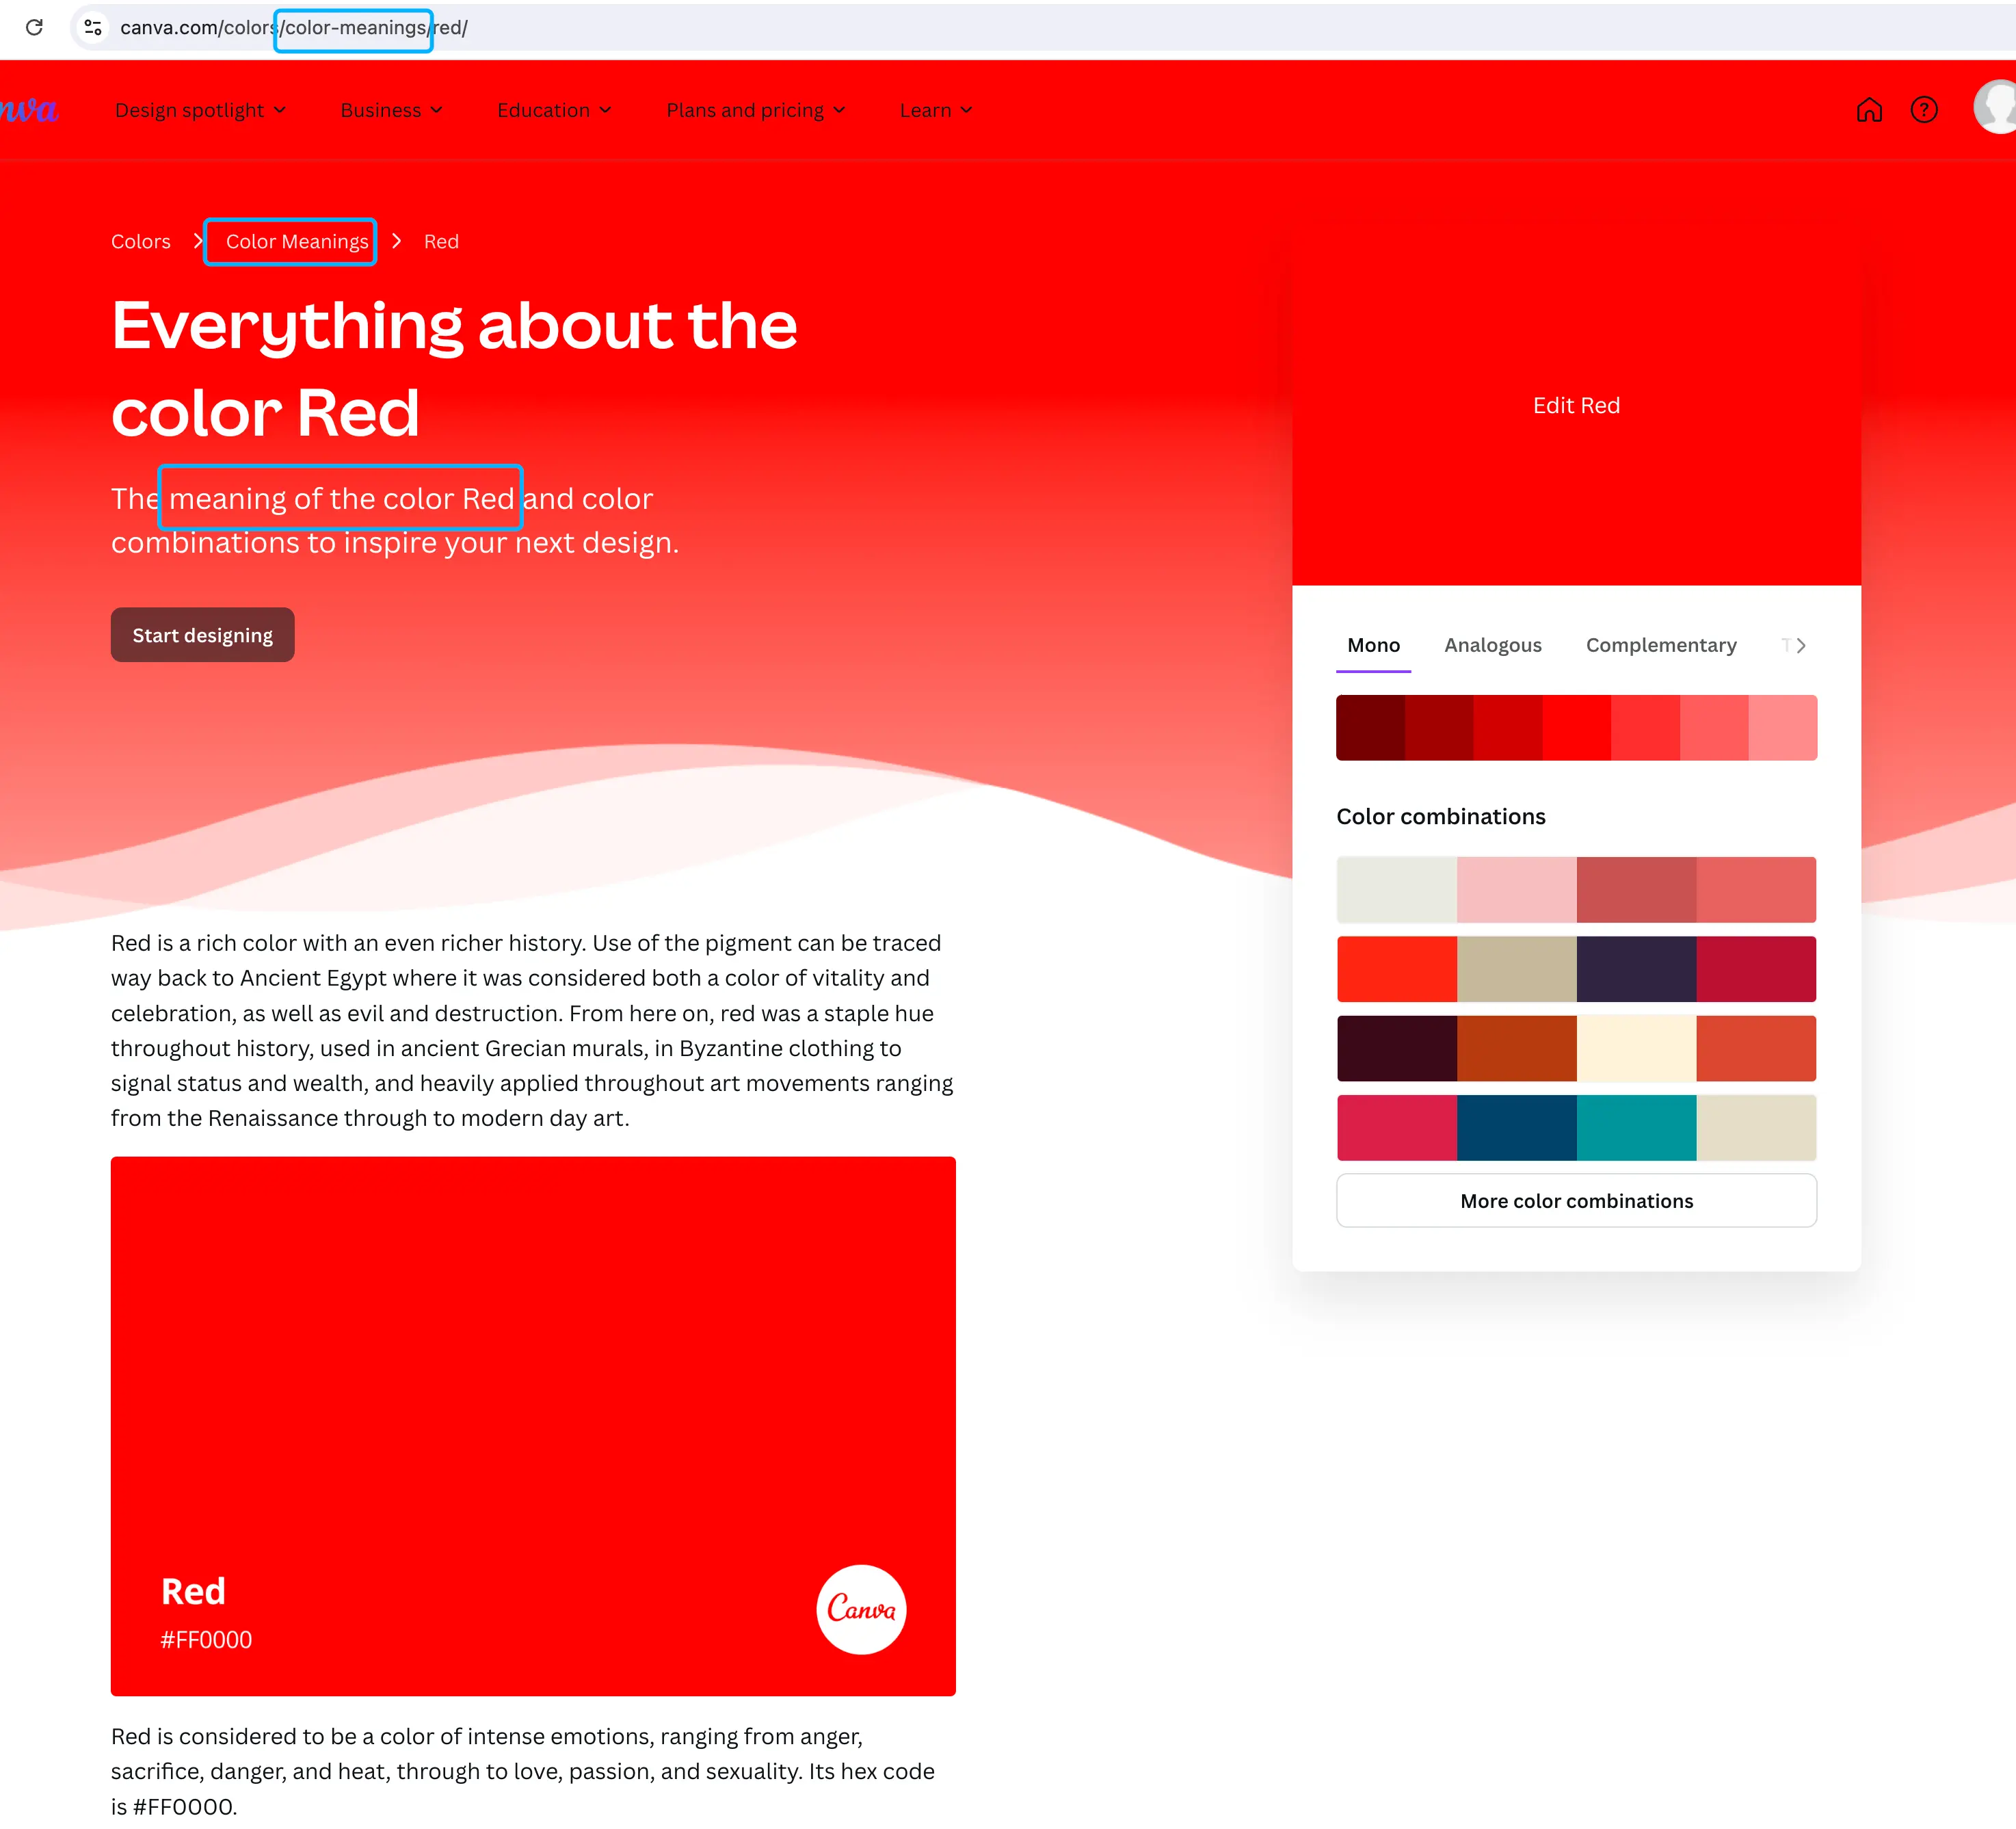 canva.com/colors/color-meanings/red/
Design spotlight
Business
Education
Plans and pricing
Learn
Colors
Color Meanings
Red
Everything about the
color Red
The meaning of the color Red and color
combinations to inspire your next design.
Start designing
Edit Red
Mono
Analogous
Complementary
Color combinations
More color combinations
Red is a rich color with an even richer history. Use of the pigment can be traced
way back to Ancient Egypt where it was considered both a color of vitality and
celebration, as well as evil and destruction. From here on, red was a staple hue
throughout history, used in ancient Grecian murals, in Byzantine clothing to
signal status and wealth, and heavily applied throughout art movements ranging
from the Renaissance through to modern day art.
Red
#FF0000
Canva
Red is considered to be a color of intense emotions, ranging from anger,
sacrifice, danger, and heat, through to love, passion, and sexuality. Its hex code
is #FF0000.